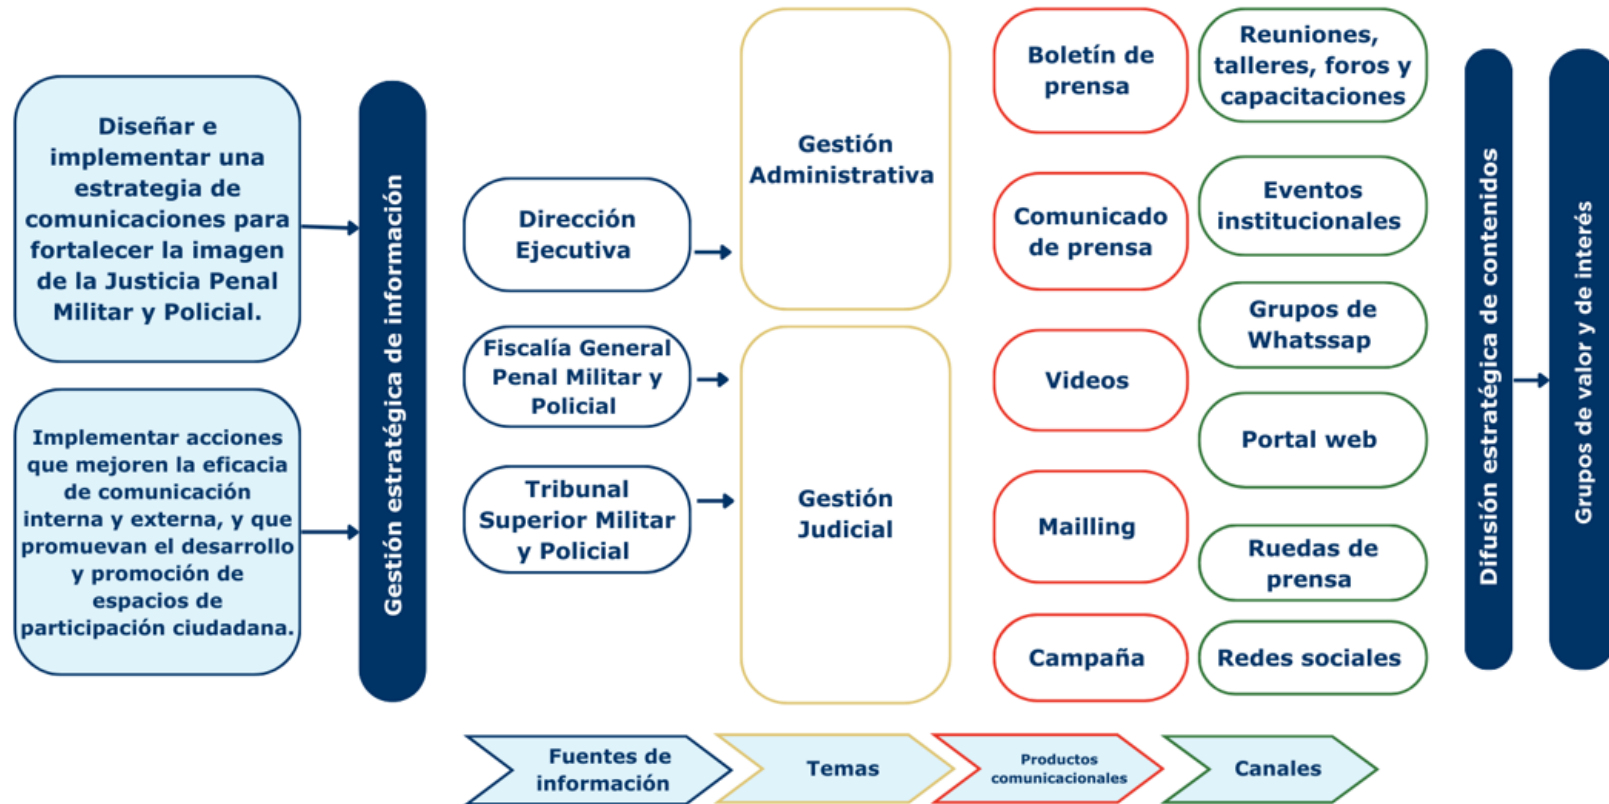 Diseñar e
implementar una
estrategia de
comunicaciones para
fortalecer la imagen
de la Justicia Penal
Militar y Policial.
Implementar acciones
que mejoren la eficacia
de comunicación
interna y externa, y que
promuevan el desarrollo
y promoción de
espacios de
participación ciudadana.
Gestión estratégica de información
Dirección
Ejecutiva
Fiscalía General
Penal Militar y
Policial
Tribunal
Superior Militar
y Policial
Gestión
Administrativa
Gestión
Judicial
Boletín de
prensa
Comunicado
de prensa
Videos
Mailling
Campaña
Reuniones,
talleres, foros y
capacitaciones
Eventos
institucionales
Grupos de
Whatssap
Portal web
Ruedas de
prensa
Redes sociales
Difusión estratégica de contenidos
Grupos de valor y de interés
Fuentes de
información
Temas
Productos
comunicacionales
Canales